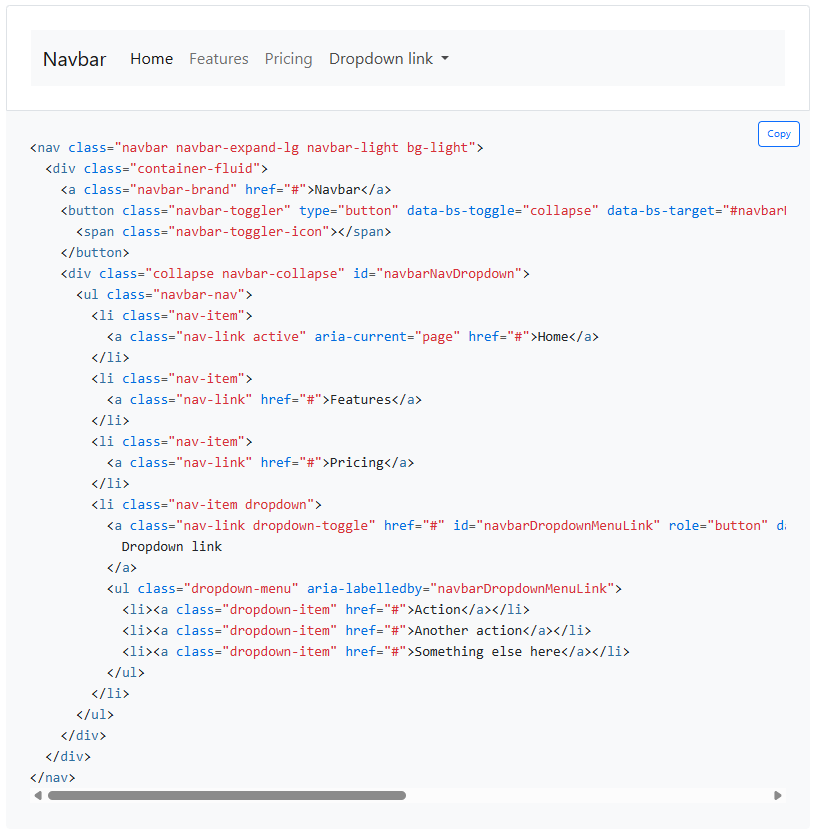 Navbar Home Features Pricing Dropdown link
Copy
<nav class="navbar navbar-expand-lg navbar-light bg-light">
  <div class="container-fluid">
    <a class="navbar-brand" href="#">Navbar</a>
    <button class="navbar-toggler" type="button" data-bs-toggle="collapse" data-bs-target="#navbar
      <span class="navbar-toggler-icon"></span>
    </button>
    <div class="collapse navbar-collapse" id="navbarNavDropdown">
      <ul class="navbar-nav">
        <li class="nav-item">
          <a class="nav-link active" aria-current="page" href="#">Home</a>
        </li>
        <li class="nav-item">
          <a class="nav-link" href="#">Features</a>
        </li>
        <li class="nav-item">
          <a class="nav-link" href="#">Pricing</a>
        </li>
        <li class="nav-item dropdown">
          <a class="nav-link dropdown-toggle" href="#" id="navbarDropdownMenuLink" role="button" d
            Dropdown link
          </a>
          <ul class="dropdown-menu" aria-labelledby="navbarDropdownMenuLink">
            <li><a class="dropdown-item" href="#">Action</a></li>
            <li><a class="dropdown-item" href="#">Another action</a></li>
            <li><a class="dropdown-item" href="#">Something else here</a></li>
          </ul>
        </li>
      </ul>
    </div>
  </div>
</nav>